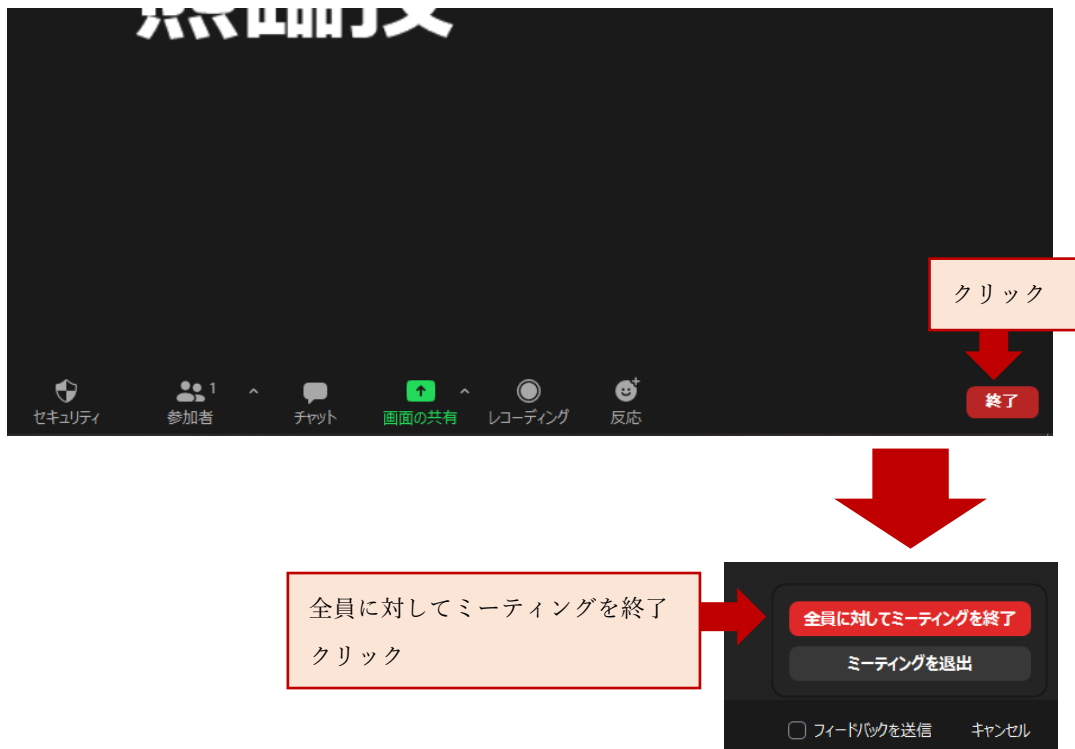 クリック
1
セキュリティ
参加者
チャット
画面の共有
レコーディング
反応
終了
全員に対してミーティングを終了
クリック
全員に対してミーティングを終了
ミーティングを退出
フィードバックを送信
キャンセル